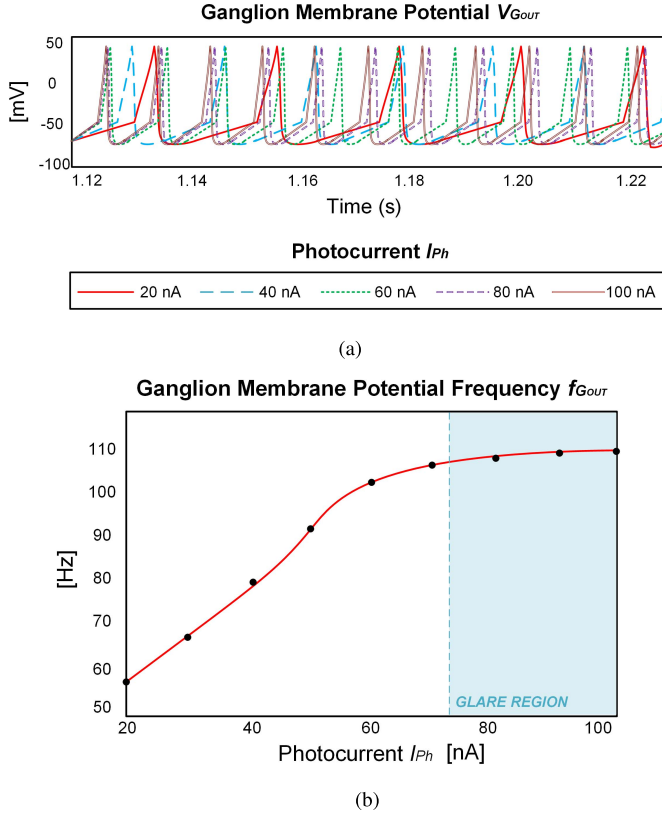 Ganglion Membrane Potential VGOUT
[mV]
50
0
-50
-100
1.12 1.14 1.16 1.18 1.20 1.22
Time (s)
Photocurrent IPh
20 nA 40 nA 60 nA 80 nA 100 nA
(a)
Ganglion Membrane Potential Frequency fGOUT
[Hz]
110
100
90
80
70
60
50
GLARE REGION
20 40 60 80 100
Photocurrent IPh [nA]
(b)